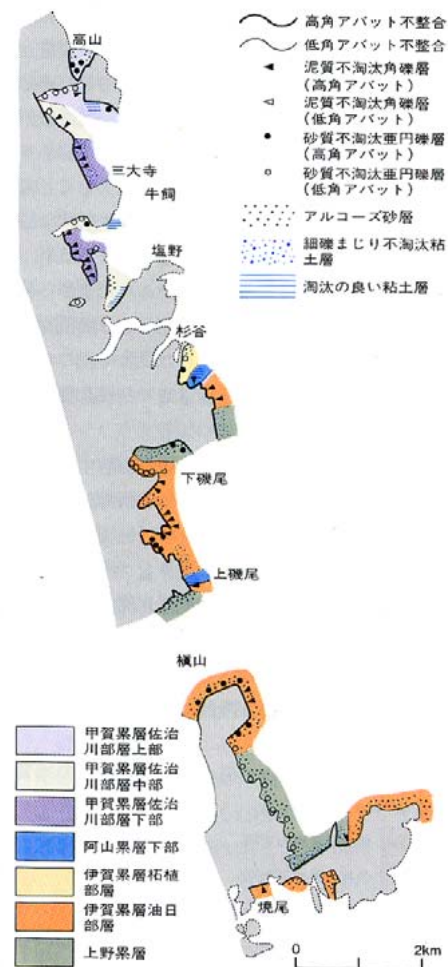 高角アバット不整合
低角アバット不整合
泥質不淘汰角礫層
(高角アバット)
泥質不淘汰角礫層
(低角アバット)
砂質不淘汰亜円礫層
(高角アバット)
砂質不淘汰亜円礫層
(低角アバット)
アルコーズ砂層
細礫まじり不淘汰粘
土層
淘汰の良い粘土層
高山
三大寺
牛飼
塩野
杉谷
下磯尾
上磯尾
槇山
焼尾
甲賀累層佐治
川部層上部
甲賀累層佐治
川部層中部
甲賀累層佐治
川部層下部
阿山累層下部
伊賀累層柘植
部層
伊賀累層油日
部層
上野累層
0 2km